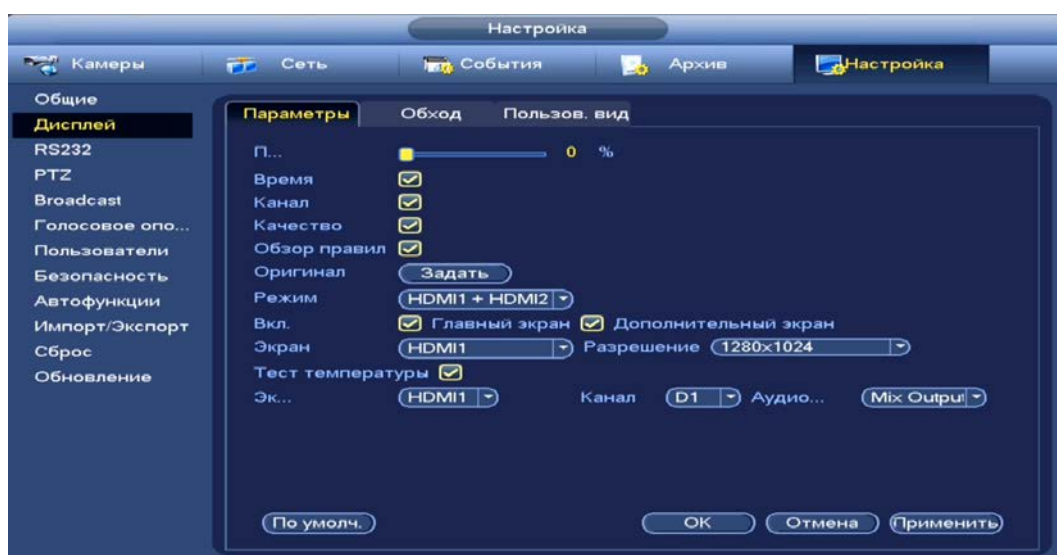 Настройка
Камеры Сеть События Архив Настройка
Общие
Дисплей
RS232
PTZ
Broadcast
Голосовое опо...
Пользователи
Безопасность
Автофункции
Импорт/Экспорт
Сброс
Обновление
Параметры Обход Пользов. вид
П... 0 %
Время
Канал
Качество
Обзор правил
Оригинал Задать
Режим HDMI1 + HDMI2
Вкл. Главный экран Дополнительный экран
Экран HDMI1 Разрешение 1280x1024
Тест температуры
Эк... HDMI1 Канал D1 Аудио... Mix Output
По умолч. OK Отмена Применить